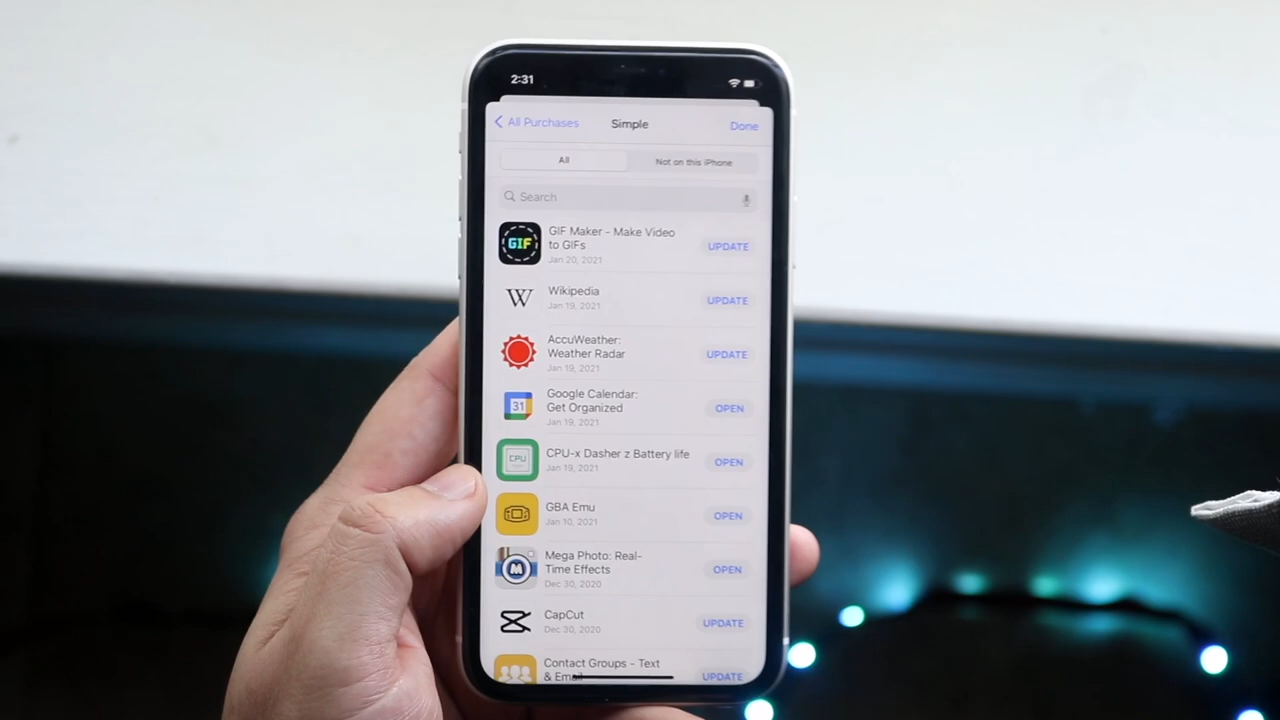 2:31
All Purchases
Simple
Done
All
Not on this iPhone
Search
GIF
GIF Maker - Make Video
to GIFs
Jan 20, 2021
UPDATE
W
Wikipedia
Jan 19, 2021
UPDATE
AccuWeather:
Weather Radar
Jan 19, 2021
UPDATE
31
Google Calendar:
Get Organized
Jan 19, 2021
OPEN
CPU
CPU-x Dasher z Battery life
Jan 19, 2021
OPEN
GBA Emu
Jan 10, 2021
OPEN
M
Mega Photo: Real-
Time Effects
Dec 30, 2020
OPEN
CapCut
Dec 30, 2020
UPDATE
Contact Groups - Text
& Email
UPDATE